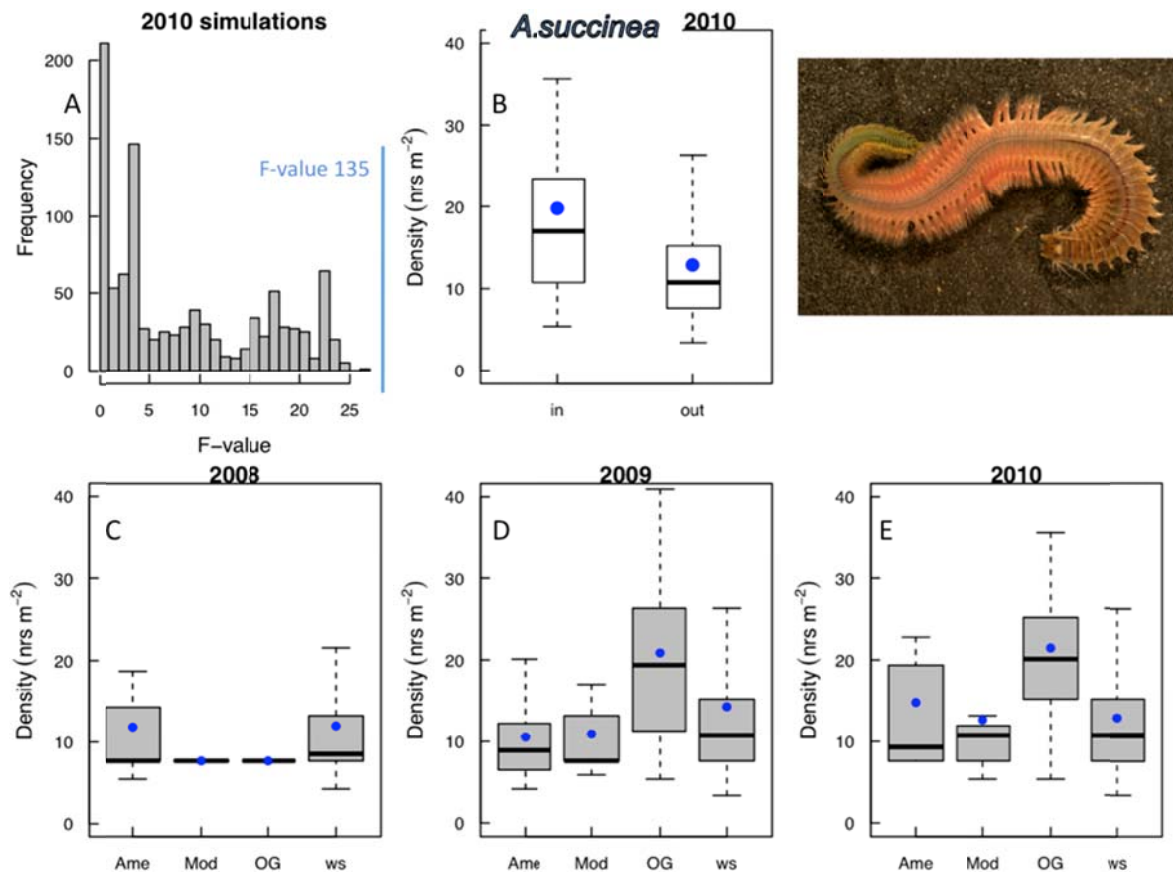 2010 simulations
A
F-value 135
Frequency
200
150
100
50
0
0 5 10 15 20 25
F−value
A.succinea 2010
B
Density (nrs m−2)
40
30
20
10
0
in out
2008
C
Density (nrs m−2)
40
30
20
10
0
Ame Mod OG ws
2009
D
Density (nrs m−2)
40
30
20
10
0
Ame Mod OG ws
2010
E
Density (nrs m−2)
40
30
20
10
0
Ame Mod OG ws